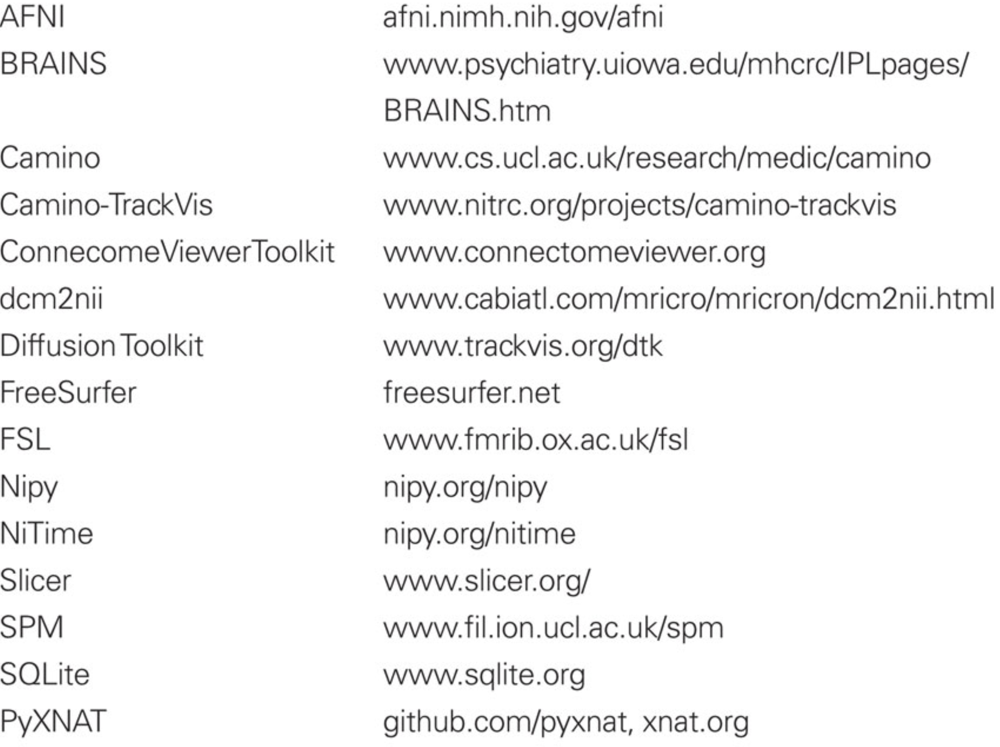 AFNI afni.nimh.nih.gov/afni
BRAINS www.psychiatry.uiowa.edu/mhcrc/IPLpages/
BRAINS.htm
Camino www.cs.ucl.ac.uk/research/medic/camino
Camino-TrackVis www.nitrc.org/projects/camino-trackvis
ConnecomeViewerToolkit www.connectomeviewer.org
dcm2nii www.cabiatl.com/mricro/mricron/dcm2nii.html
Diffusion Toolkit www.trackvis.org/dtk
FreeSurfer freesurfer.net
FSL www.fmrib.ox.ac.uk/fsl
Nipy nipy.org/nipy
NiTime nipy.org/nitime
Slicer www.slicer.org/
SPM www.fil.ion.ucl.ac.uk/spm
SQLite www.sqlite.org
PyXNAT github.com/pyxnat, xnat.org